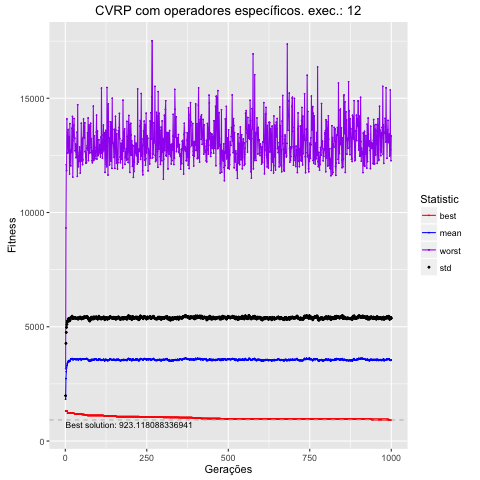 CVRP com operadores específicos. exec.: 12
Fitness
15000
10000
5000
0
Best solution: 923.118088336941
0
250
500
750
1000
Gerações
Statistic
best
mean
worst
std